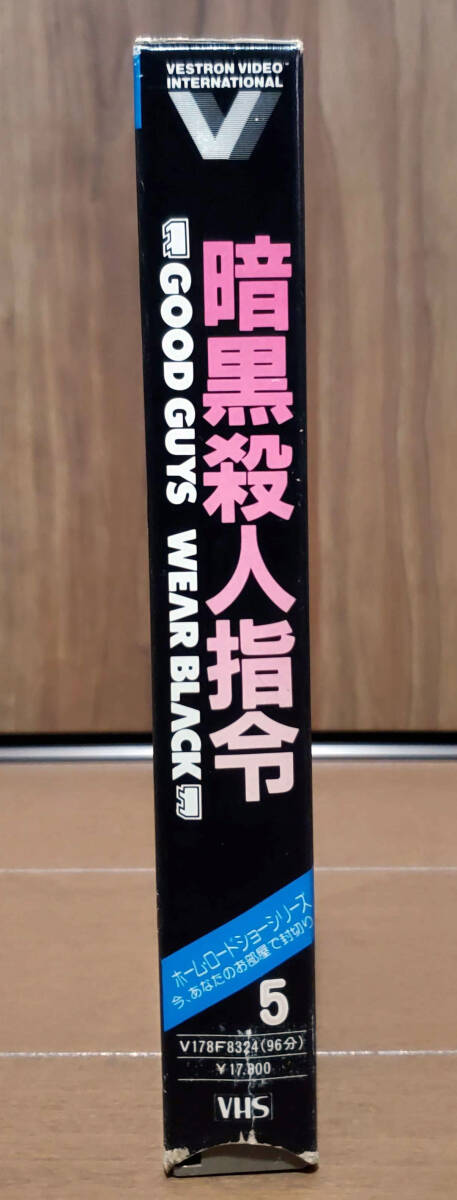 VESTRON VIDEO™
INTERNATIONAL
暗黒殺人指令
GOOD GUYS WEAR BLACK
ホーム・ロードショーシリーズ
今、あなたのお部屋で封切り
5
V178F8324(96分)
¥17,800
VHS